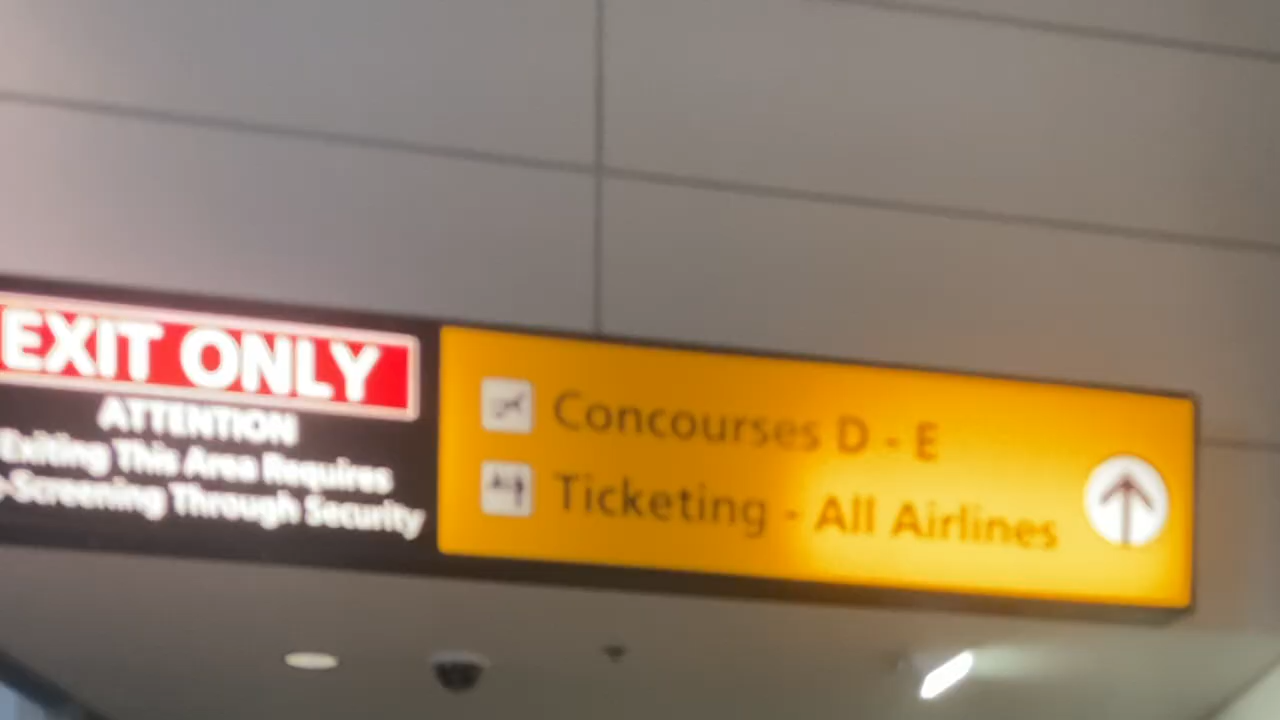 EXIT ONLY
ATTENTION
Exiting This Area Requires
-Screening Through Security
Concourses D - E
Ticketing - All Airlines